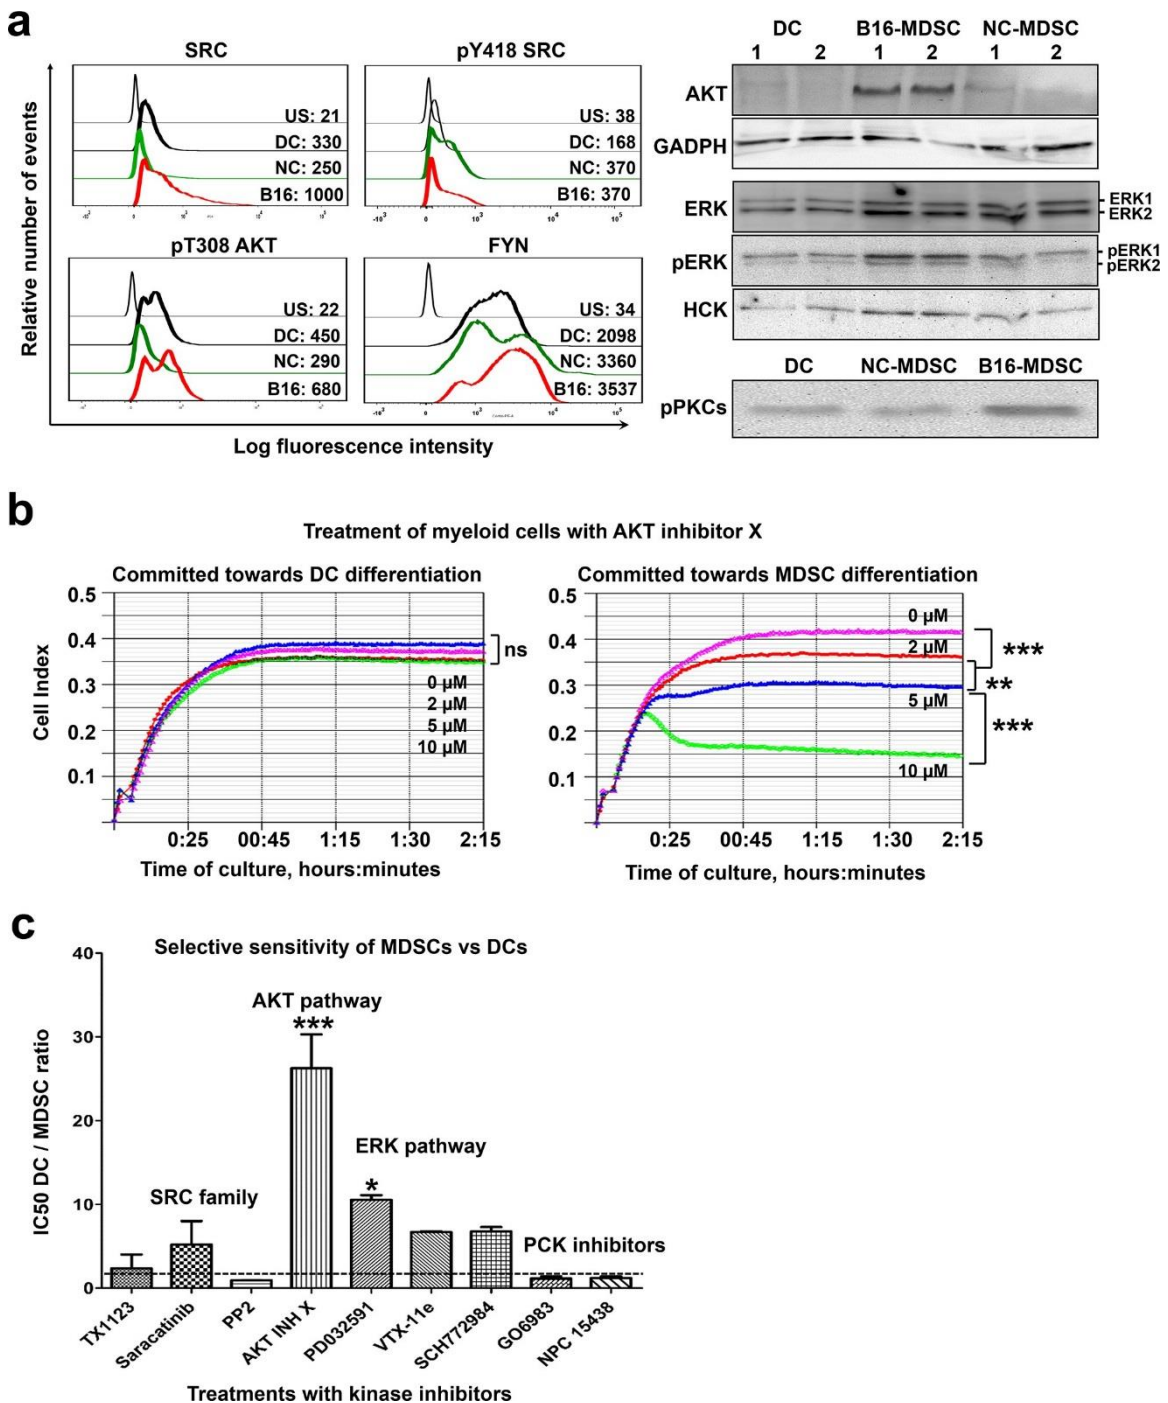 a
SRC
US: 21
DC: 330
NC: 250
B16: 1000
pY418 SRC
US: 38
DC: 168
NC: 370
B16: 370
pT308 AKT
US: 22
DC: 450
NC: 290
B16: 680
FYN
US: 34
DC: 2098
NC: 3360
B16: 3537
-10³ 0 10³ 10⁴ 10⁵
Relative number of events
Log fluorescence intensity
DC B16-MDSC NC-MDSC
1 2 1 2 1 2
AKT
GADPH
ERK
ERK1
ERK2
pERK
pERK1
pERK2
HCK
DC NC-MDSC B16-MDSC
pPKCs
b
Treatment of myeloid cells with AKT inhibitor X
Committed towards DC differentiation
0.5
0.4
0.3
0.2
0.1
Cell Index
ns
0 µM
2 µM
5 µM
10 µM
0:25 00:45 1:15 1:30 2:15
Time of culture, hours:minutes
Committed towards MDSC differentiation
0.5
0.4
0.3
0.2
0.1
0 µM
2 µM
5 µM
10 µM
***
**
***
0:25 00:45 1:15 1:30 2:15
Time of culture, hours:minutes
c
Selective sensitivity of MDSCs vs DCs
40
30
20
10
0
IC50 DC / MDSC ratio
AKT pathway
***
ERK pathway
*
SRC family
PCK inhibitors
TX1123
Saracatinib
PP2
AKT INH X
PD032591
VTX-11e
SCH772984
GO6983
NPC 15438
Treatments with kinase inhibitors